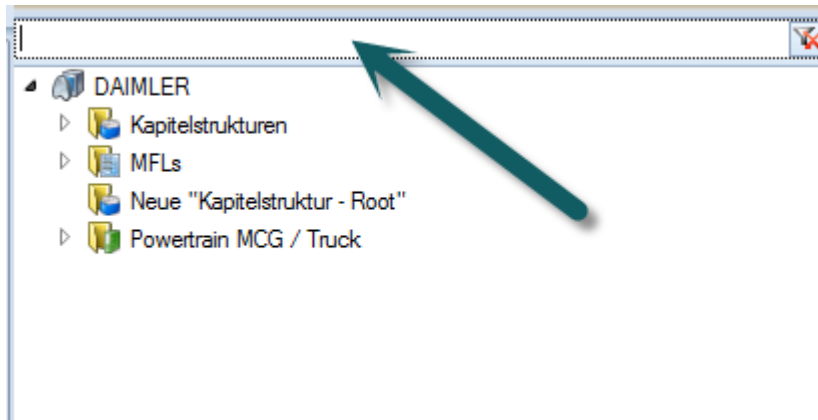 DAIMLER
Kapitelstrukturen
MFLs
Neue "Kapitelstruktur - Root"
Powertrain MCG / Truck